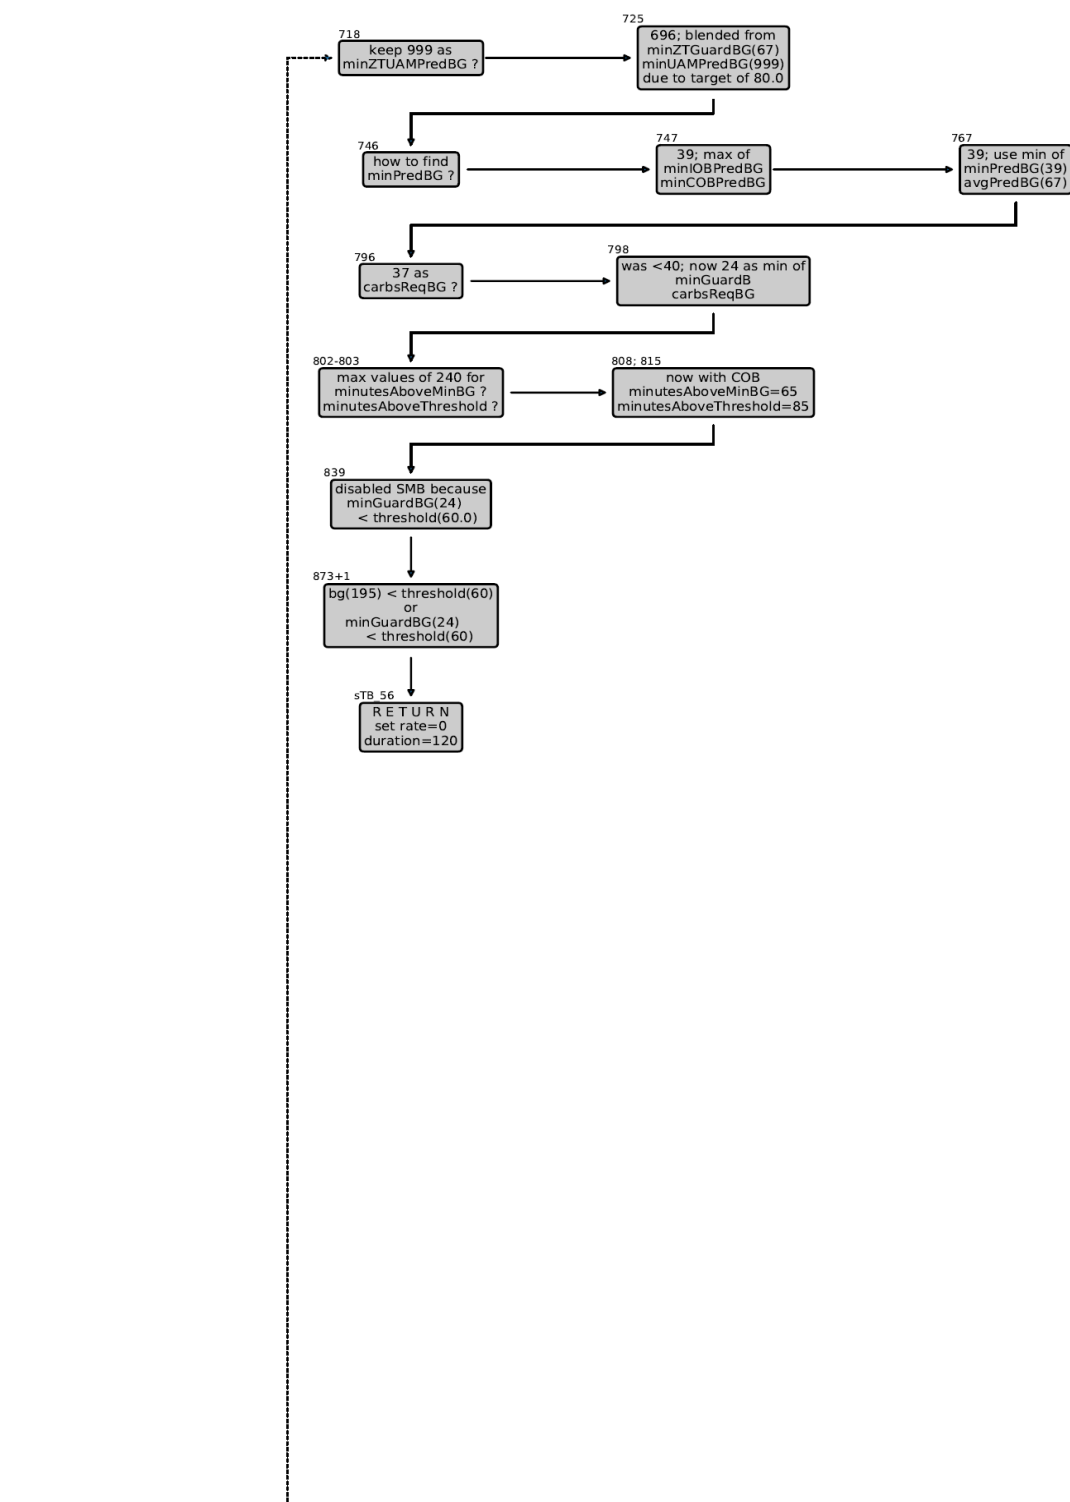 718
keep 999 as
minZTUAMPredBG ?
725
696; blended from
minZTGuardBG(67)
minUAMPredBG(999)
due to target of 80.0
746
how to find
minPredBG ?
747
39; max of
minIOBPredBG
minCOBPredBG
767
39; use min of
minPredBG(39)
avgPredBG(67)
796
37 as
carbsReqBG ?
798
was <40; now 24 as min of
minGuardB
carbsReqBG
802-803
max values of 240 for
minutesAboveMinBG ?
minutesAboveThreshold ?
808; 815
now with COB
minutesAboveMinBG=65
minutesAboveThreshold=85
839
disabled SMB because
minGuardBG(24)
< threshold(60.0)
873+1
bg(195) < threshold(60)
or
minGuardBG(24)
< threshold(60)
sTB_56
R E T U R N
set rate=0
duration=120